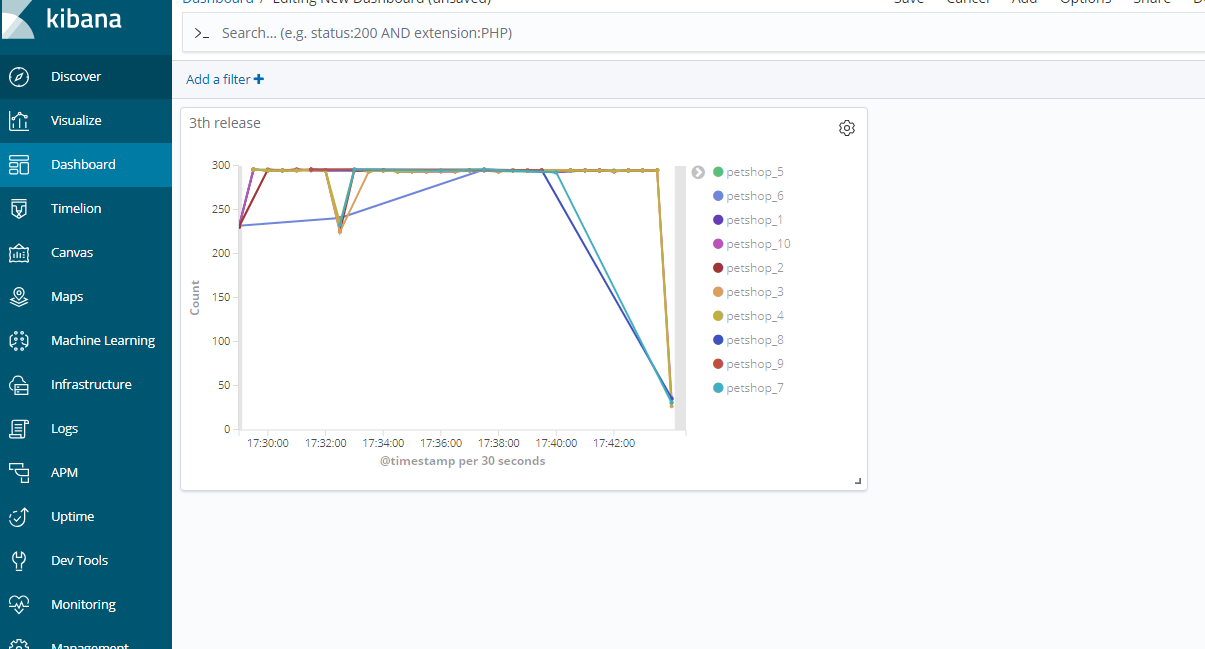 kibana
Dashboard / Editing New Dashboard (unsaved)
Save Cancel Add Options Share
>_ Search... (e.g. status:200 AND extension:PHP)
Add a filter +
Discover
Visualize
Dashboard
Timelion
Canvas
Maps
Machine Learning
Infrastructure
Logs
APM
Uptime
Dev Tools
Monitoring
Management
3th release
300
250
200
150
100
50
0
Count
17:30:00 17:32:00 17:34:00 17:36:00 17:38:00 17:40:00 17:42:00
@timestamp per 30 seconds
petshop_5
petshop_6
petshop_1
petshop_10
petshop_2
petshop_3
petshop_4
petshop_8
petshop_9
petshop_7